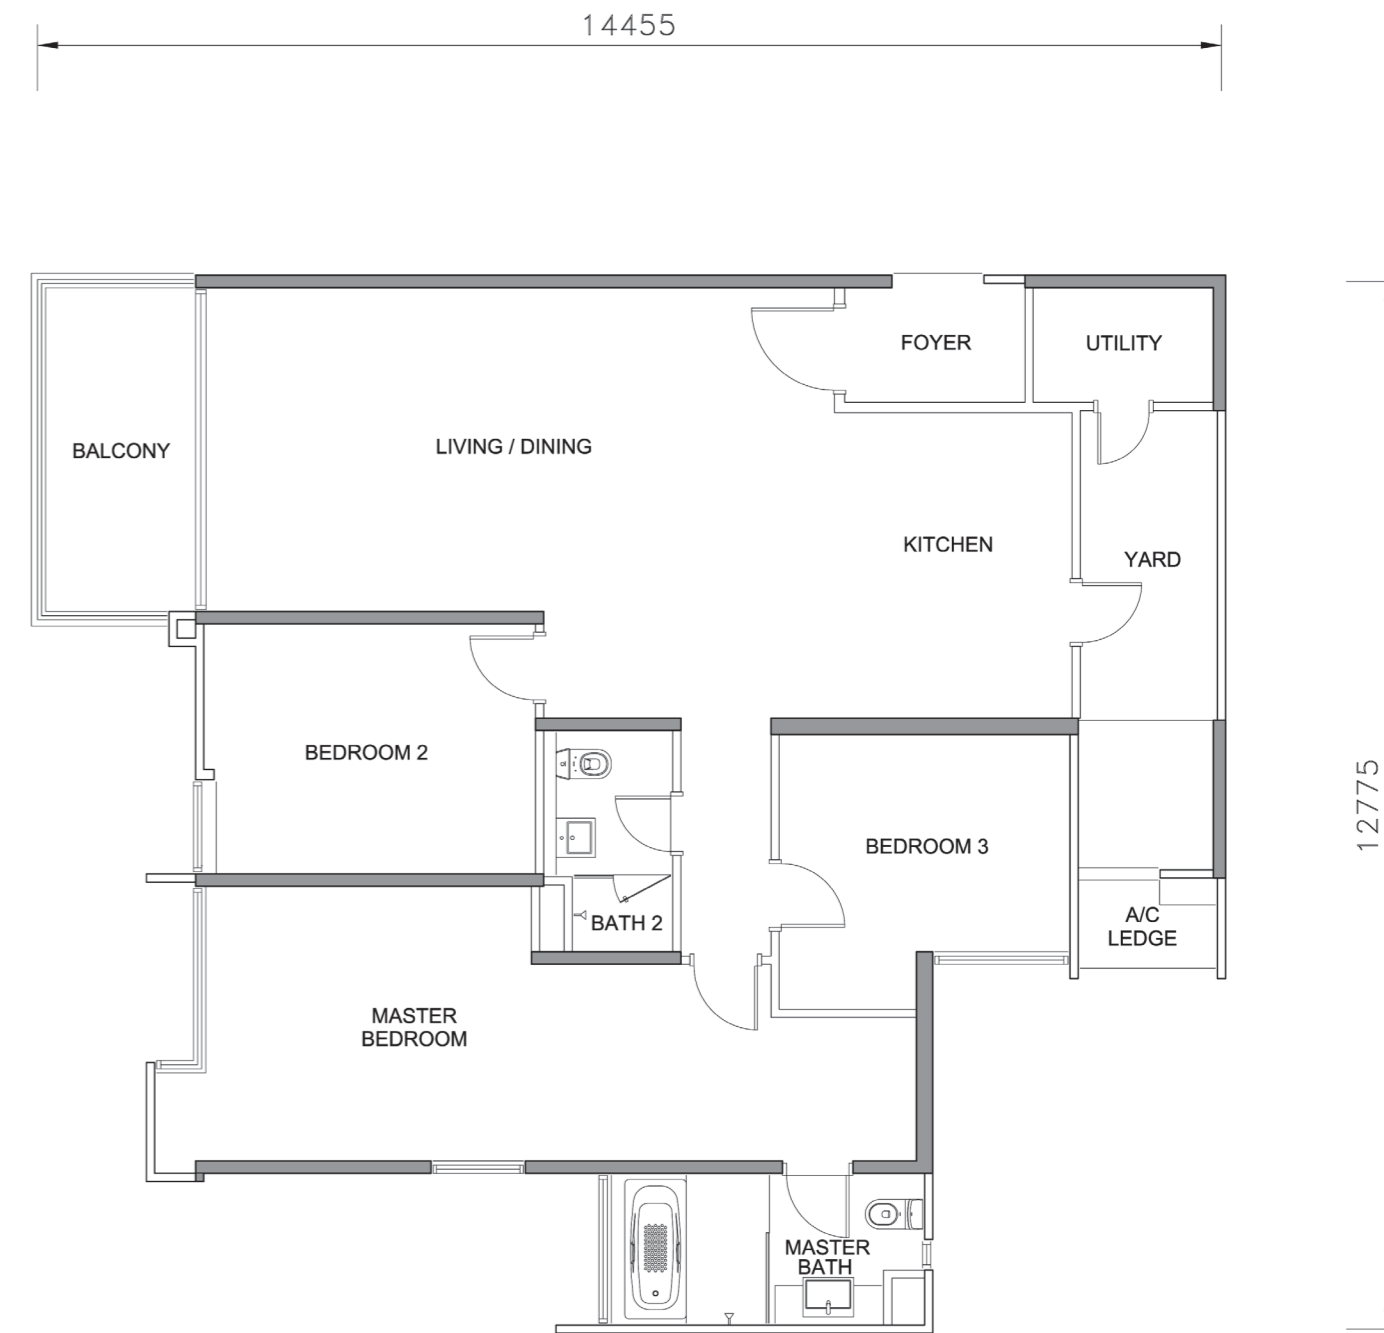 14455
FOYER
UTILITY
BALCONY
LIVING / DINING
KITCHEN
YARD
BEDROOM 2
12775
BEDROOM 3
BATH 2
A/C
LEDGE
MASTER
BEDROOM
MASTER
BATH